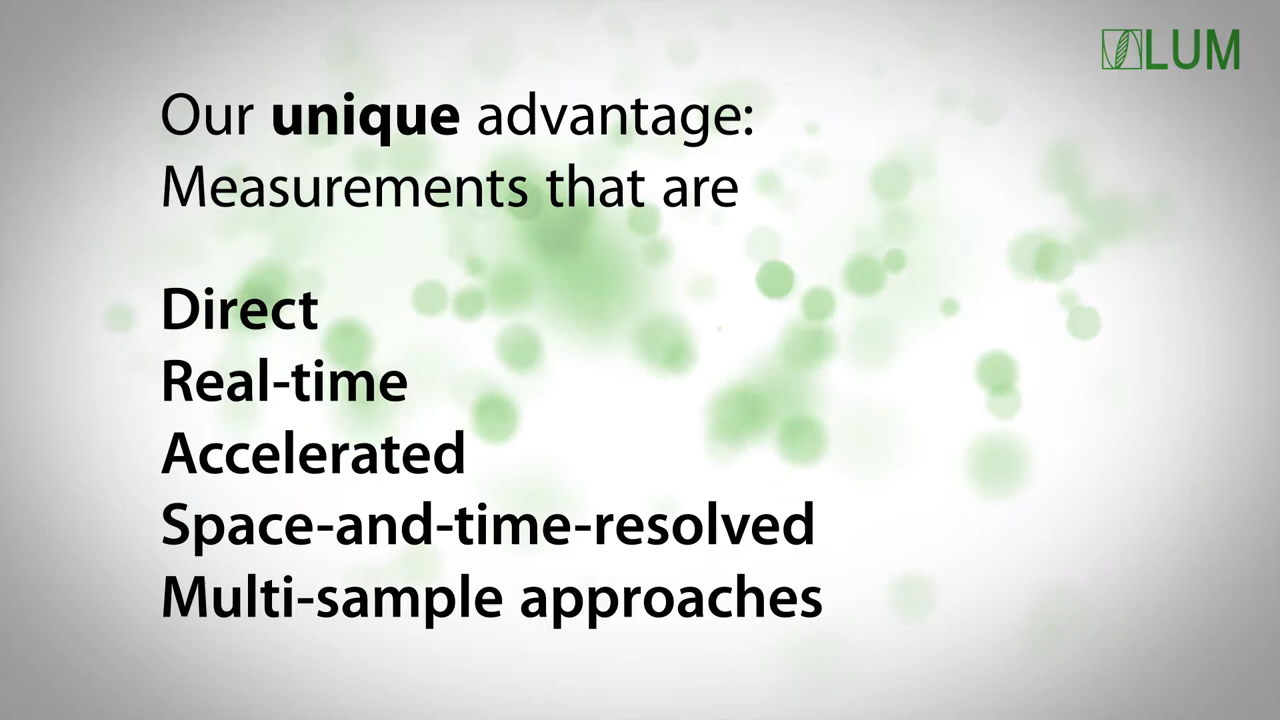 LUM
Our unique advantage:
Measurements that are
Direct
Real-time
Accelerated
Space-and-time-resolved
Multi-sample approaches